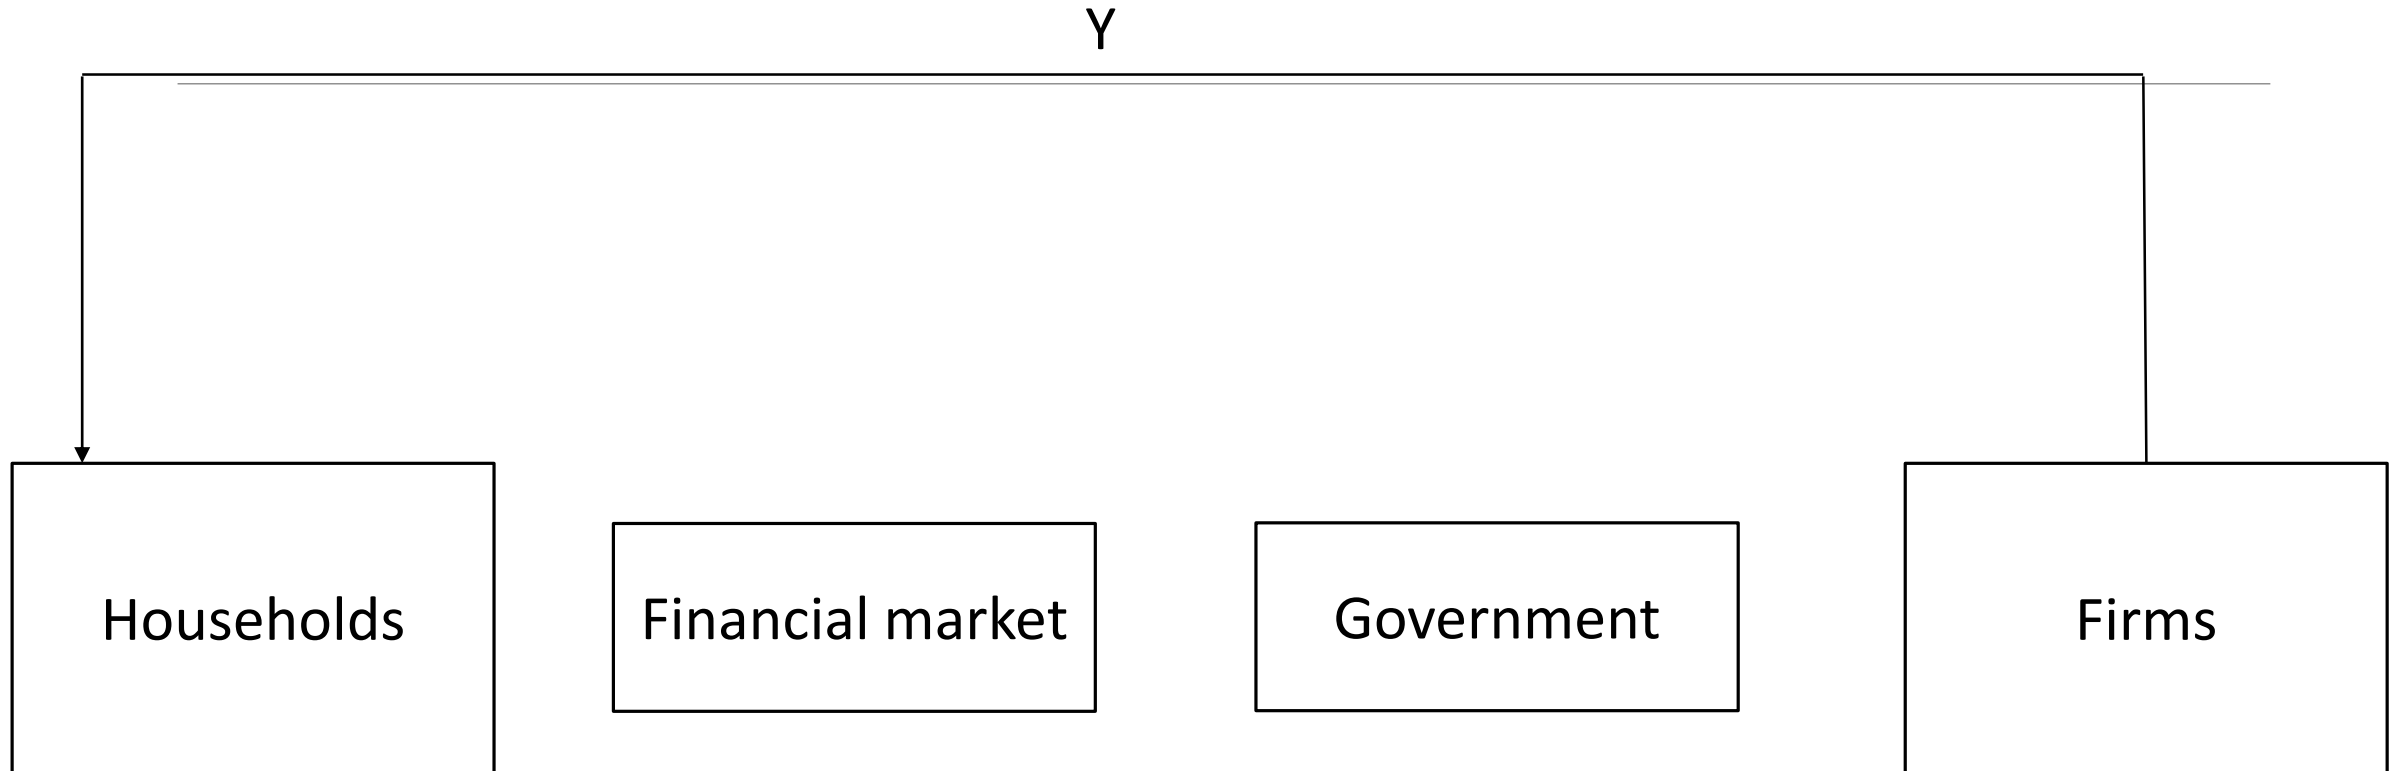 Y
Households
Financial market
Government
Firms